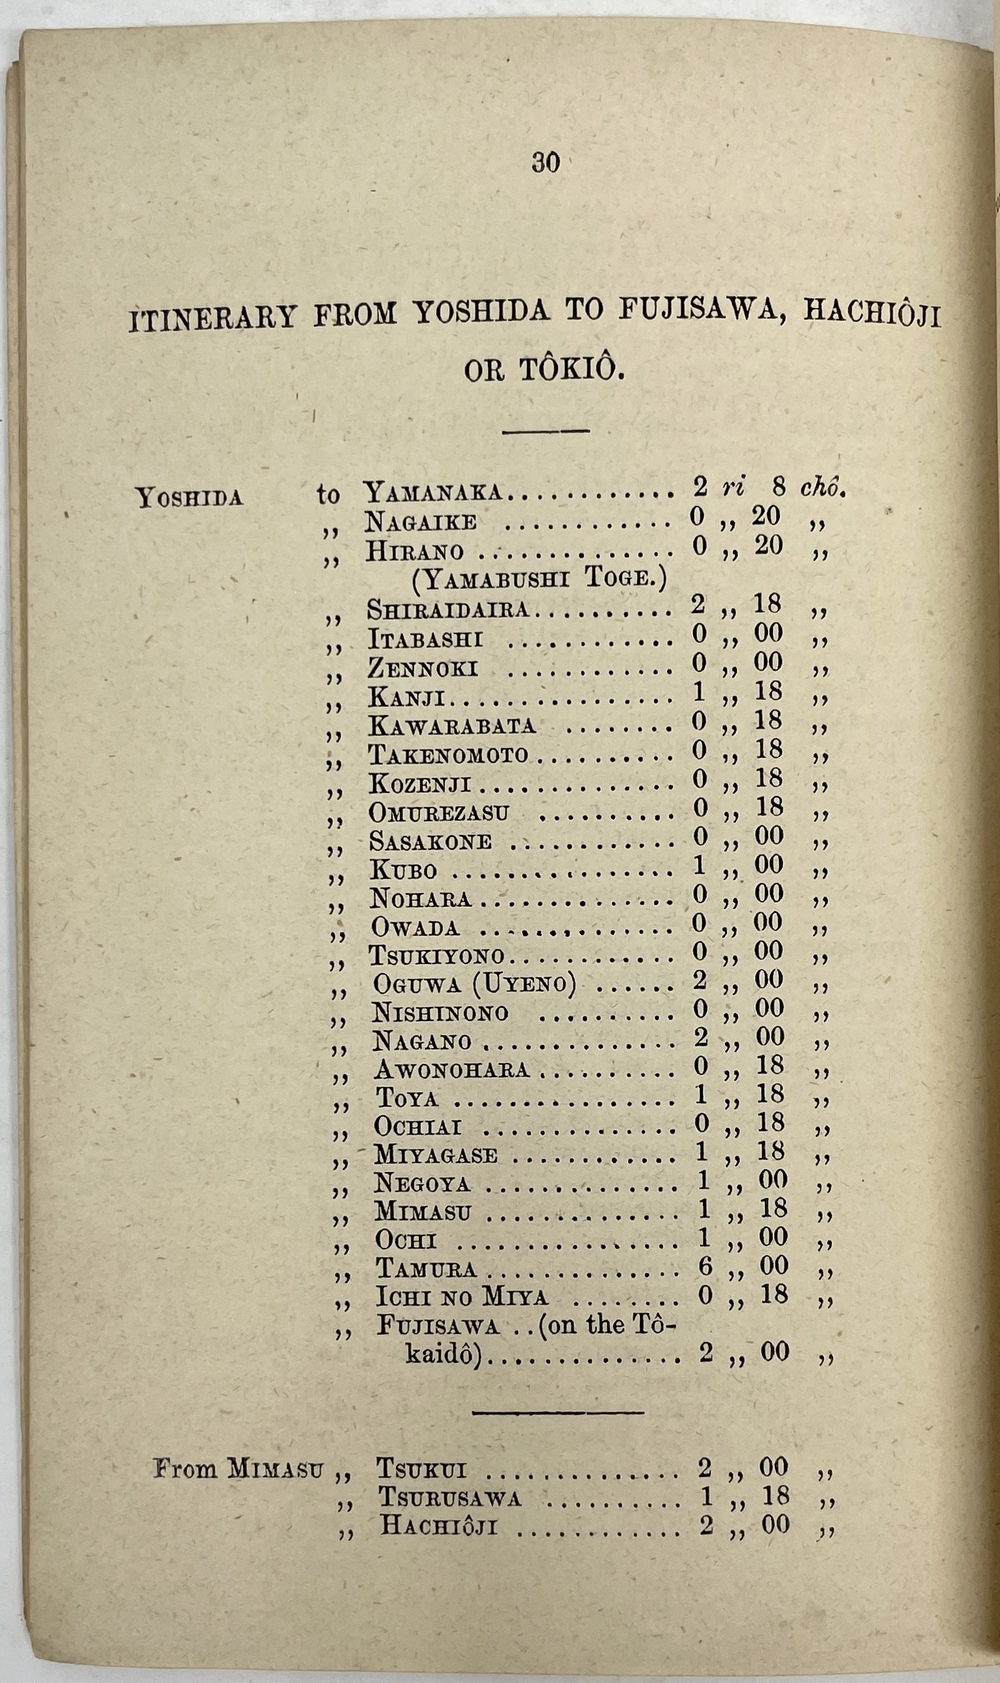 30
ITINERARY FROM YOSHIDA TO FUJISAWA, HACHIÔJI
OR TÔKIÔ.
YOSHIDA to YAMANAKA............. 2 ri 8 chô.
„ NAGAIKE ............ 0 „ 20 „
„ HIRANO .............. 0 „ 20 „
(YAMABUSHI TOGE.)
„ SHIRAIDAIRA.......... 2 „ 18 „
„ ITABASHI ............ 0 „ 00 „
„ ZENNOKI ............ 0 „ 00 „
„ KANJI................ 1 „ 18 „
„ KAWARABATA ........ 0 „ 18 „
„ TAKENOMOTO.......... 0 „ 18 „
„ KOZENJI.............. 0 „ 18 „
„ OMUREZASU .......... 0 „ 18 „
„ SASAKONE ............ 0 „ 00 „
„ KUBO ................ 1 „ 00 „
„ NOHARA.............. 0 „ 00 „
„ OWADA .............. 0 „ 00 „
„ TSUKIYONO............ 0 „ 00 „
„ OGUWA (UYENO) ...... 2 „ 00 „
„ NISHINONO .......... 0 „ 00 „
„ NAGANO .............. 2 „ 00 „
„ AWONOHARA.......... 0 „ 18 „
„ TOYA ................ 1 „ 18 „
„ OCHIAI .............. 0 „ 18 „
„ MIYAGASE ............ 1 „ 18 „
„ NEGOYA .............. 1 „ 00 „
„ MIMASU .............. 1 „ 18 „
„ OCHI ................ 1 „ 00 „
„ TAMURA.............. 6 „ 00 „
„ ICHI NO MIYA ........ 0 „ 18 „
„ FUJISAWA ..(on the Tô-
kaidô).............. 2 „ 00 „
From MIMASU „ TSUKUI .............. 2 „ 00 „
„ TSURUSAWA .......... 1 „ 18 „
„ HACHIÔJI ............ 2 „ 00 „